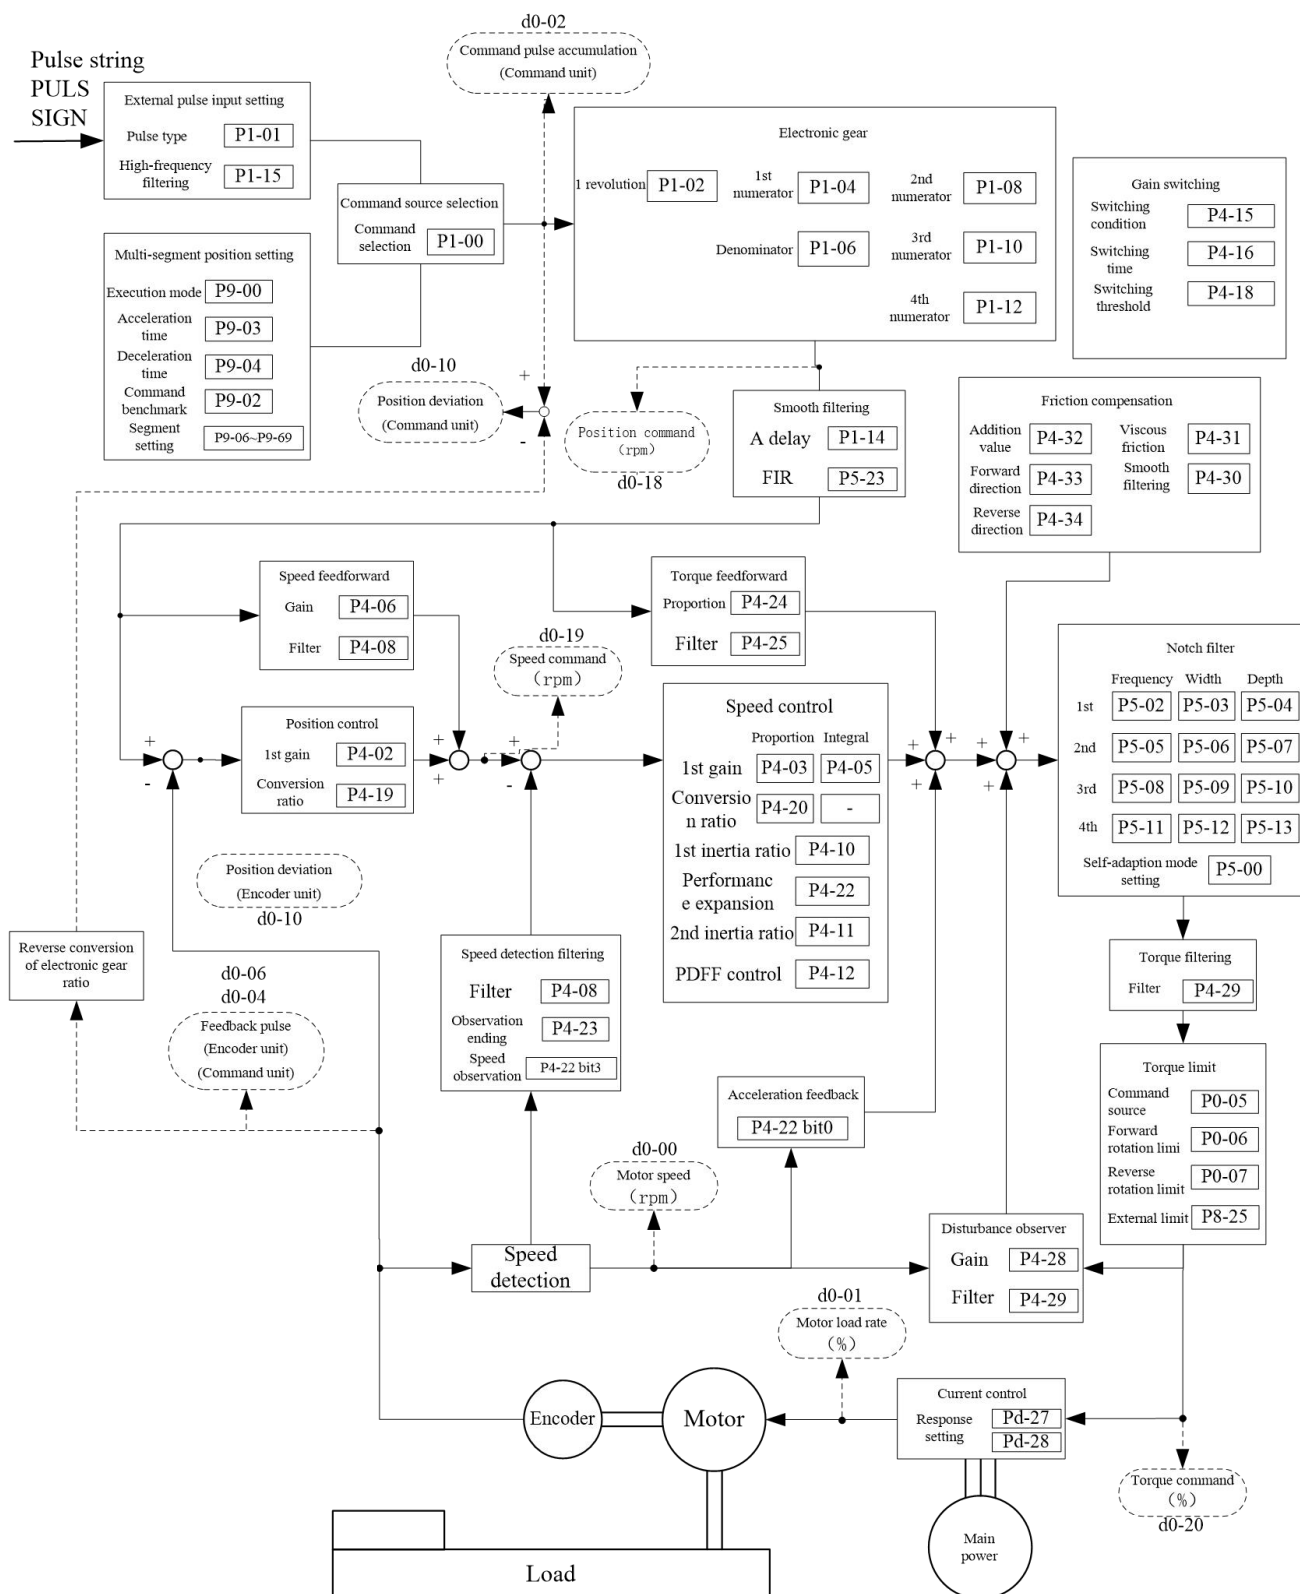 d0-02
Command pulse accumulation
(Command unit)
Pulse string
PULS
SIGN
External pulse input setting
Pulse type P1-01
High-frequency
filtering P1-15
Command source selection
Command
selection P1-00
Multi-segment position setting
Execution mode P9-00
Acceleration
time P9-03
Deceleration
time P9-04
Command
benchmark P9-02
Segment
setting P9-06~P9-69
Electronic gear
1 revolution P1-02
1st
numerator P1-04
2nd
numerator P1-08
Denominator P1-06
3rd
numerator P1-10
4th
numerator P1-12
Gain switching
Switching
condition P4-15
Switching
time P4-16
Switching
threshold P4-18
d0-10
Position deviation
(Command unit)
+
-
Position command
(rpm)
d0-18
Smooth filtering
A delay P1-14
FIR P5-23
Friction compensation
Addition
value P4-32
Viscous
friction P4-31
Forward
direction P4-33
Smooth
filtering P4-30
Reverse
direction P4-34
Speed feedforward
Gain P4-06
Filter P4-08
d0-19
Speed command
(rpm)
Torque feedforward
Proportion P4-24
Filter P4-25
Notch filter
Frequency Width Depth
1st P5-02 P5-03 P5-04
2nd P5-05 P5-06 P5-07
3rd P5-08 P5-09 P5-10
4th P5-11 P5-12 P5-13
Self-adaption mode
setting P5-00
+
-
Position control
1st gain P4-02
Conversion
ratio P4-19
+
+
+
-
Speed control
Proportion Integral
1st gain P4-03 P4-05
Conversio
n ratio P4-20 -
1st inertia ratio P4-10
Performanc
e expansion P4-22
2nd inertia ratio P4-11
PDFF control P4-12
+
+
+
+
+
+
Position deviation
(Encoder unit)
d0-10
Reverse conversion
of electronic gear
ratio
d0-06
d0-04
Feedback pulse
(Encoder unit)
(Command unit)
Speed detection filtering
Filter P4-08
Observation
ending P4-23
Speed
observation P4-22 bit3
Torque filtering
Filter P4-29
Torque limit
Command
source P0-05
Forward
rotation limi P0-06
Reverse
rotation limit P0-07
External limit P8-25
Acceleration feedback
P4-22 bit0
d0-00
Motor speed
(rpm)
Speed
detection
Disturbance observer
Gain P4-28
Filter P4-29
d0-01
Motor load rate
(%)
Encoder
Motor
Current control
Response
setting Pd-27
Pd-28
Torque command
(%)
d0-20
Main
power
Load